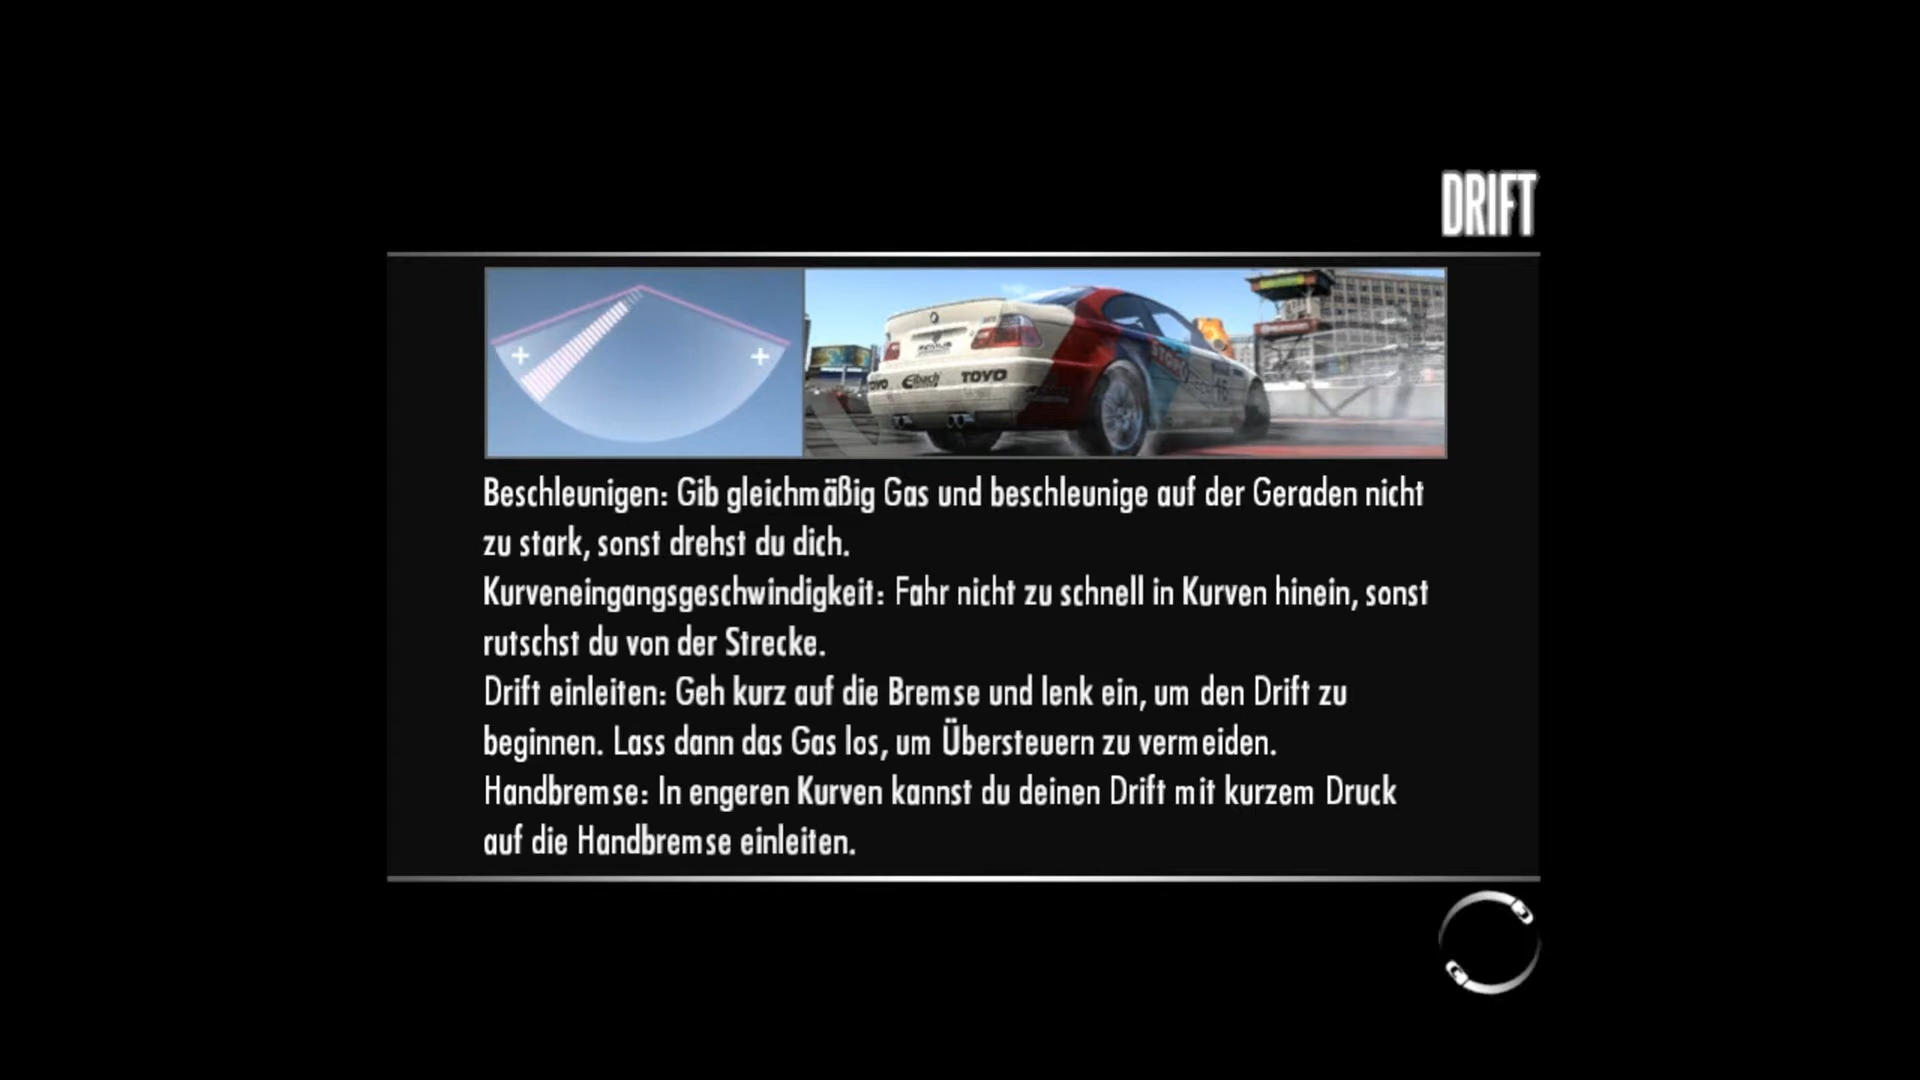 DRIFT
Eibach
TOYO
Beschleunigen: Gib gleichmäßig Gas und beschleunige auf der Geraden nicht
zu stark, sonst drehst du dich.
Kurveneingangsgeschwindigkeit: Fahr nicht zu schnell in Kurven hinein, sonst
rutschst du von der Strecke.
Drift einleiten: Geh kurz auf die Bremse und lenk ein, um den Drift zu
beginnen. Lass dann das Gas los, um Übersteuern zu vermeiden.
Handbremse: In engeren Kurven kannst du deinen Drift mit kurzem Druck
auf die Handbremse einleiten.